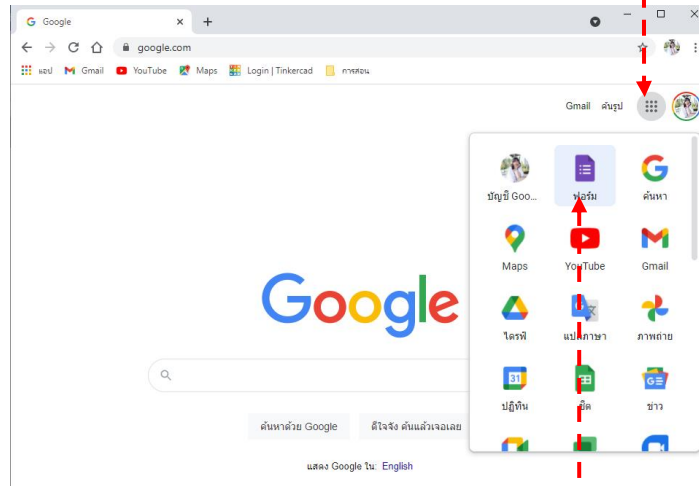 Google
google.com
แอป Gmail YouTube Maps Login | Tinkercad การสอน
Gmail ค้นรูป
บัญชี Goo... ฟอร์ม ค้นหา
Maps YouTube Gmail
ไดรฟ์ แปลภาษา ภาพถ่าย
31
ปฏิทิน ชีต ข่าว
Google
ค้นหาด้วย Google ดีใจจัง ค้นแล้วเจอเลย
แสดง Google ใน: English